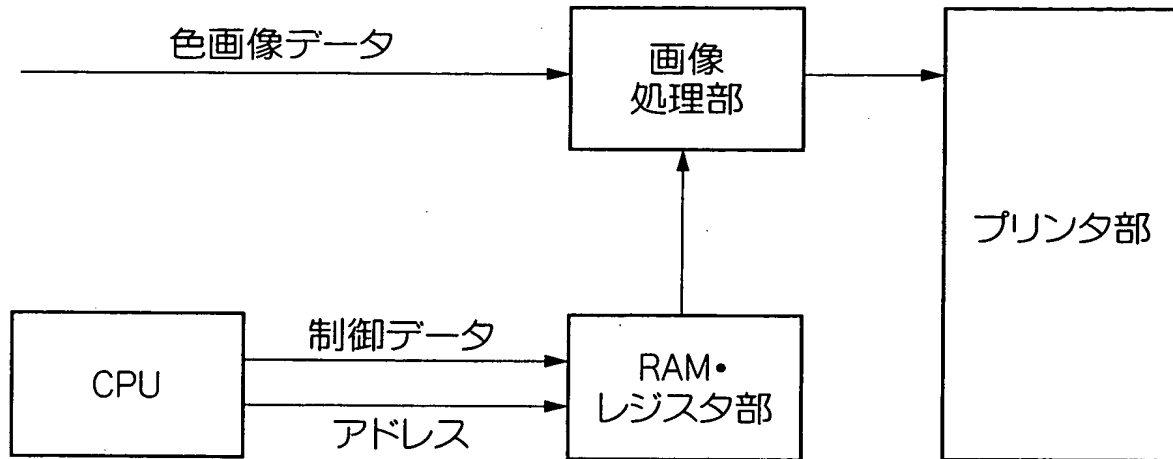 色画像データ
画像
処理部
プリンタ部
制御データ
CPU
アドレス
RAM・
レジスタ部